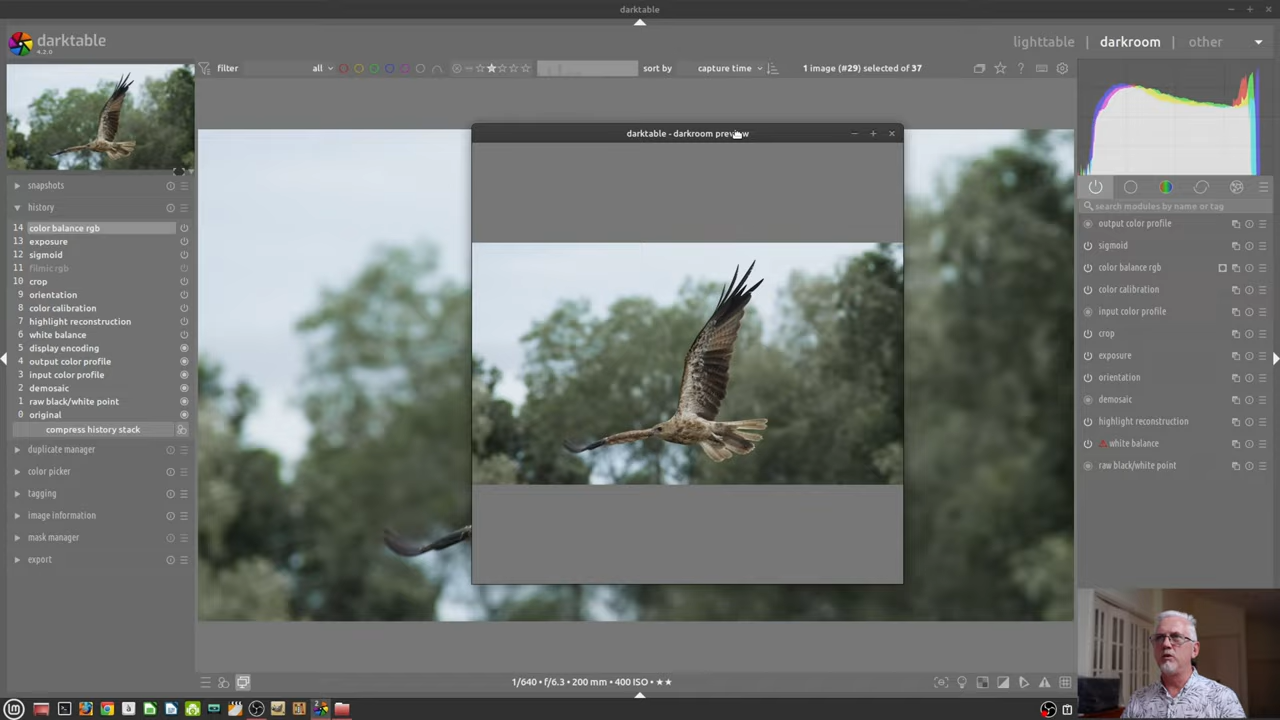 darktable
darktable
4.2.0
lighttable | darkroom | other
filter all sort by capture time 1 image (#29) selected of 37
darktable - darkroom preview
snapshots
history
14 color balance rgb
13 exposure
12 sigmoid
11 filmic rgb
10 crop
9 orientation
8 color calibration
7 highlight reconstruction
6 white balance
5 display encoding
4 output color profile
3 input color profile
2 demosaic
1 raw black/white point
0 original
compress history stack
duplicate manager
color picker
tagging
image information
mask manager
export
search modules by name or tag
output color profile
sigmoid
color balance rgb
color calibration
input color profile
crop
exposure
orientation
demosaic
highlight reconstruction
white balance
raw black/white point
1/640 • f/6.3 • 200 mm • 400 ISO • ★★